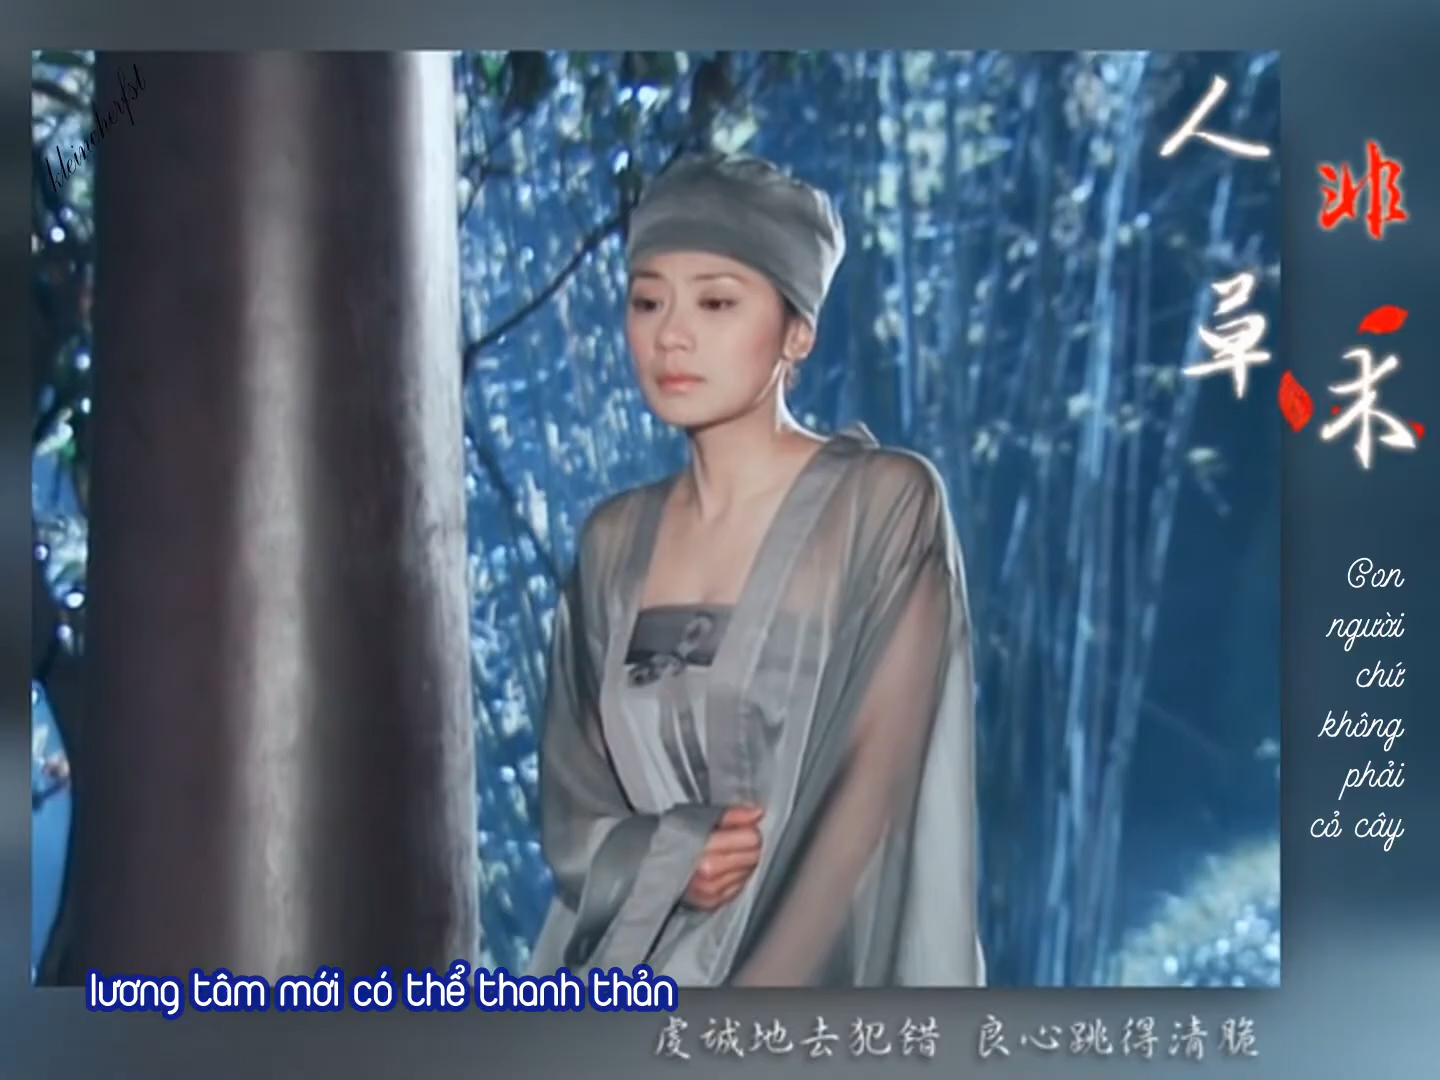 kleinerherfst
人
非
草
木
Con
người
chứ
không
phải
cỏ cây
lương tâm mới có thể thanh thản
虔诚地去犯错 良心跳得清脆